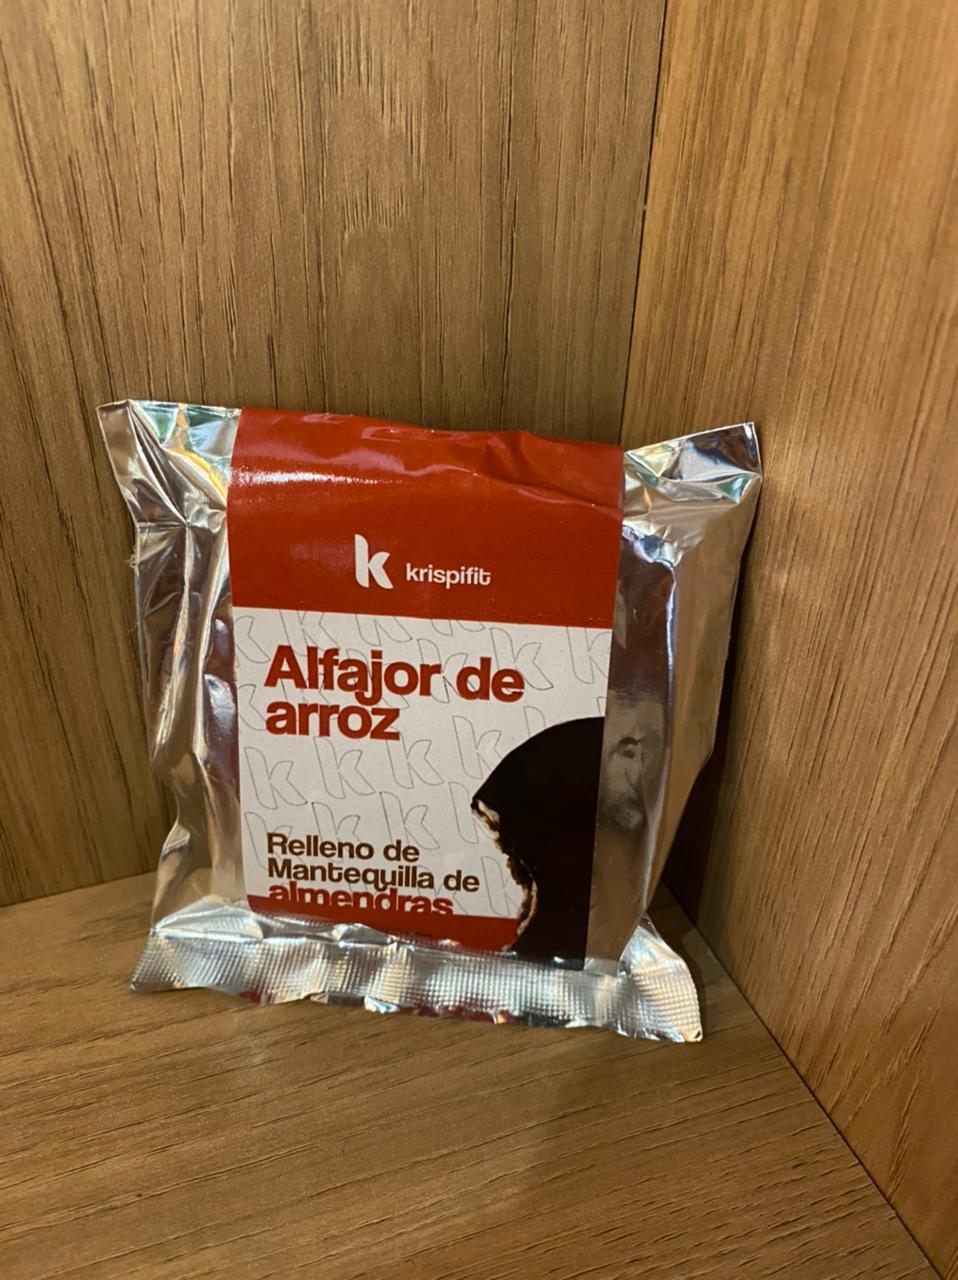 k krispifit
Alfajor de
arroz
Relleno de
Mantequilla de
almendras